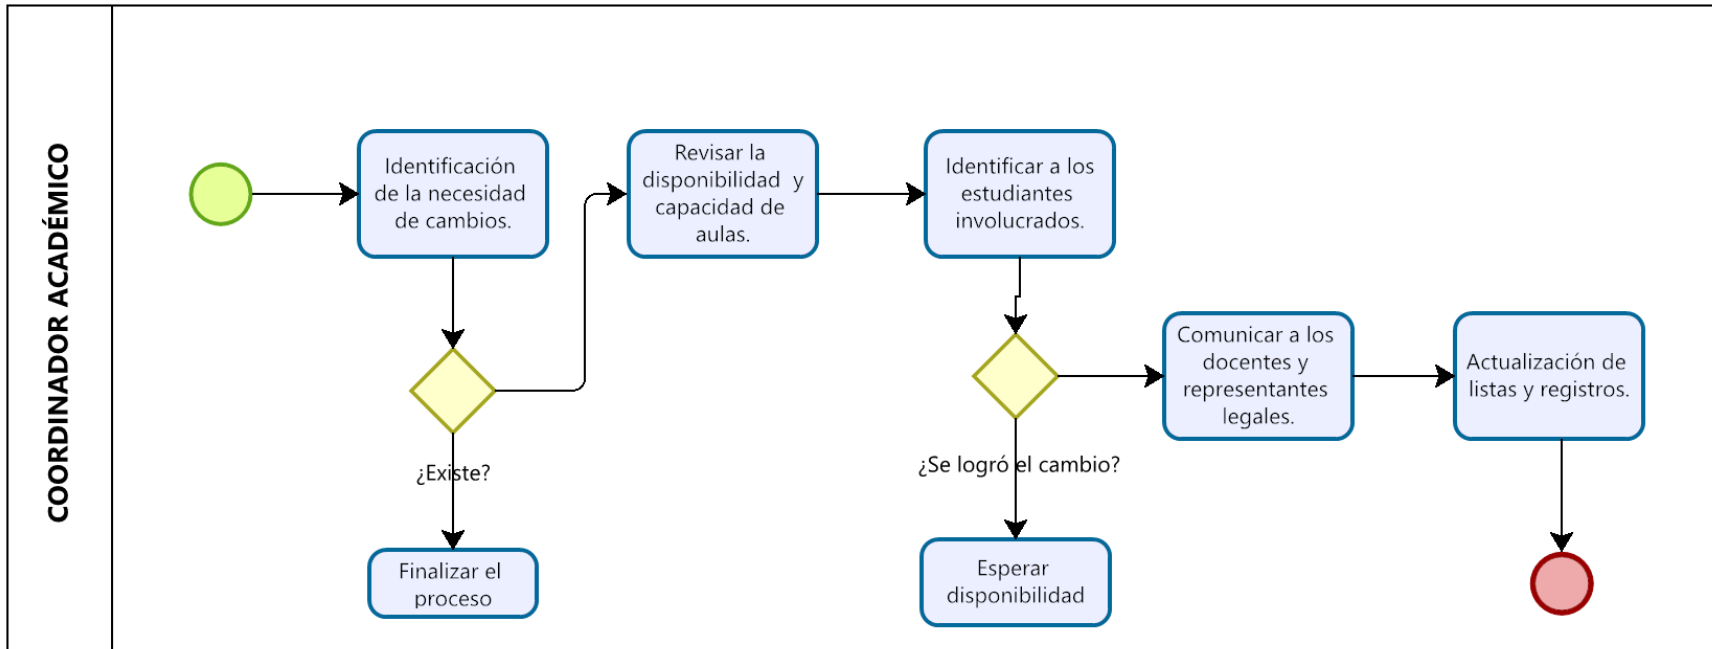 COORDINADOR ACADÉMICO
Identificación
de la necesidad
de cambios.
Revisar la
disponibilidad y
capacidad de
aulas.
Identificar a los
estudiantes
involucrados.
Comunicar a los
docentes y
representantes
legales.
Actualización de
listas y registros.
¿Existe?
¿Se logró el cambio?
Finalizar el
proceso
Esperar
disponibilidad